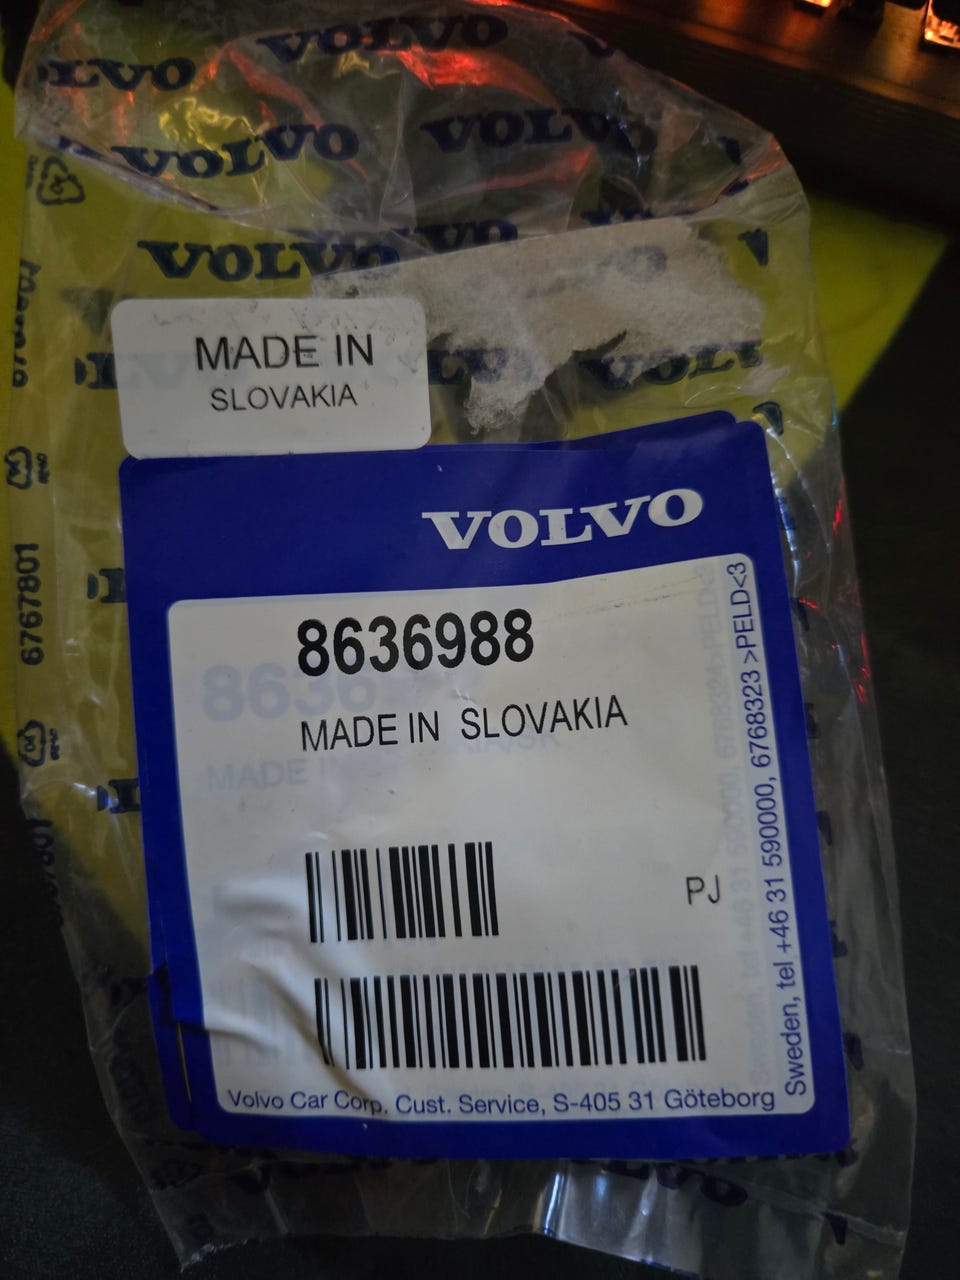 LVO
VOLVO
VOLVO
VOLVO
VOLVO
MADE IN
SLOVAKIA
6767801
VOLVO
8636988
MADE IN SLOVAKIA
PJ
Volvo Car Corp. Cust. Service, S-405 31 Göteborg
Sweden, tel +46 31 590000, 6768323 >PELD<3